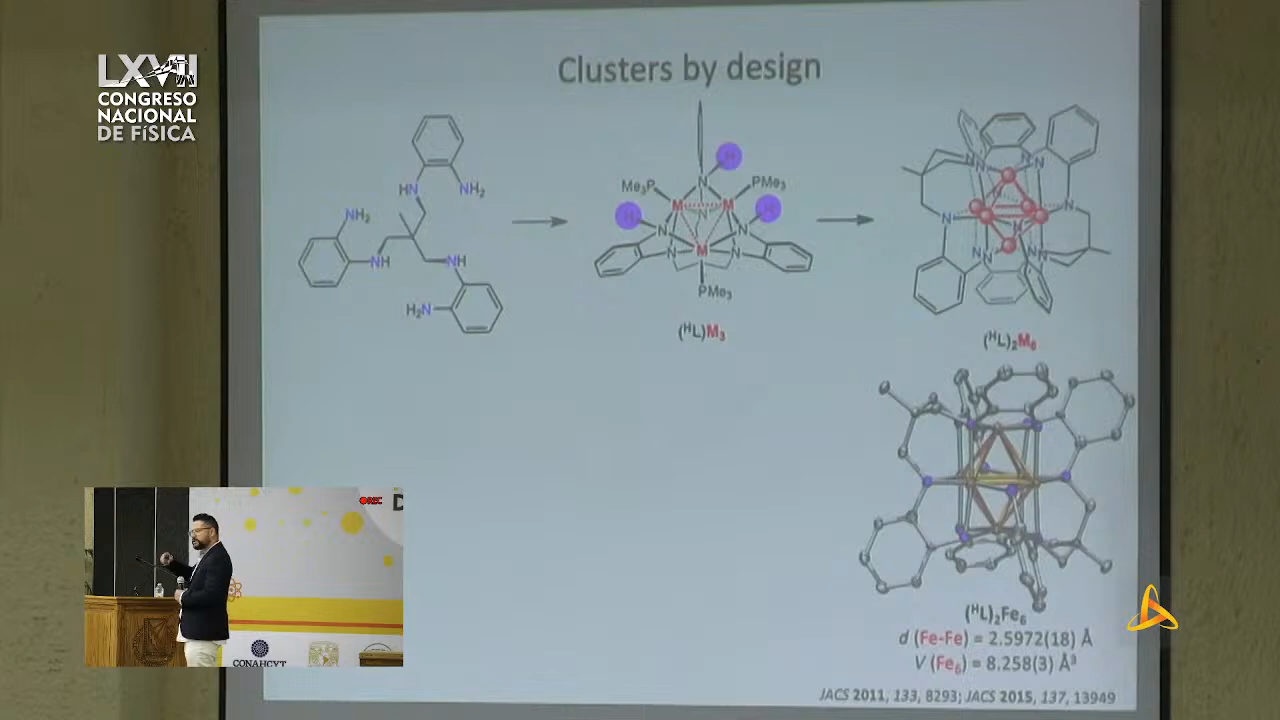 LXVII
CONGRESO
NACIONAL
DE FÍSICA
Clusters by design
HN
NH₂
NH₂
NH
NH
H₂N
H
Me₃P
PMe₃
N
M
M
H
H
N
N
N
M
N
N
PMe₃
(ᴴL)M₃
N
N
N
N
N
N
N
N
(ᴴL)₂M₆
(ᴴL)₂Fe₆
d (Fe-Fe) = 2.5972(18) Å
V (Fe₆) = 8.258(3) Å³
JACS 2011, 133, 8293; JACS 2015, 137, 13949
REC
D
CONAHCYT